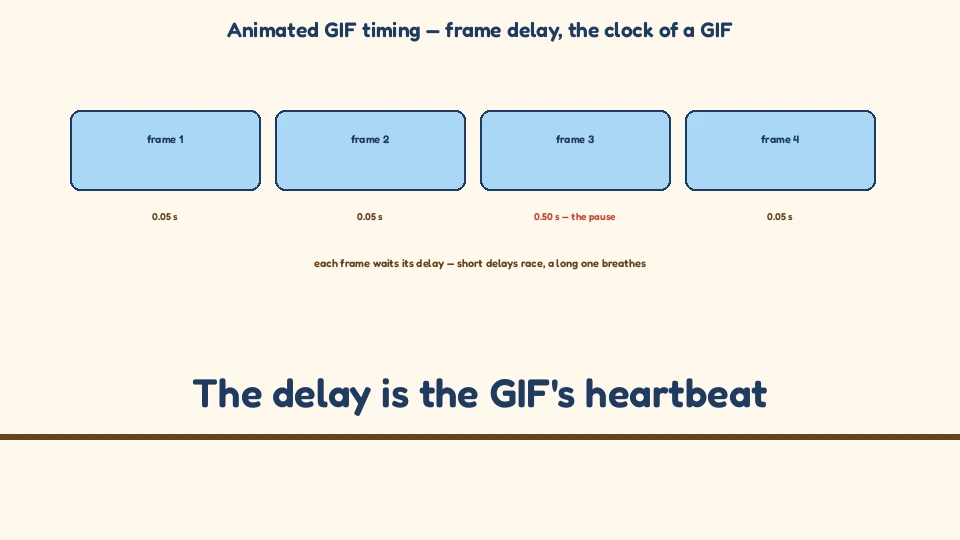 Animated GIF timing — frame delay, the clock of a GIF
frame 1
frame 2
frame 3
frame 4
0.05 s
0.05 s
0.50 s — the pause
0.05 s
each frame waits its delay — short delays race, a long one breathes
The delay is the GIF's heartbeat